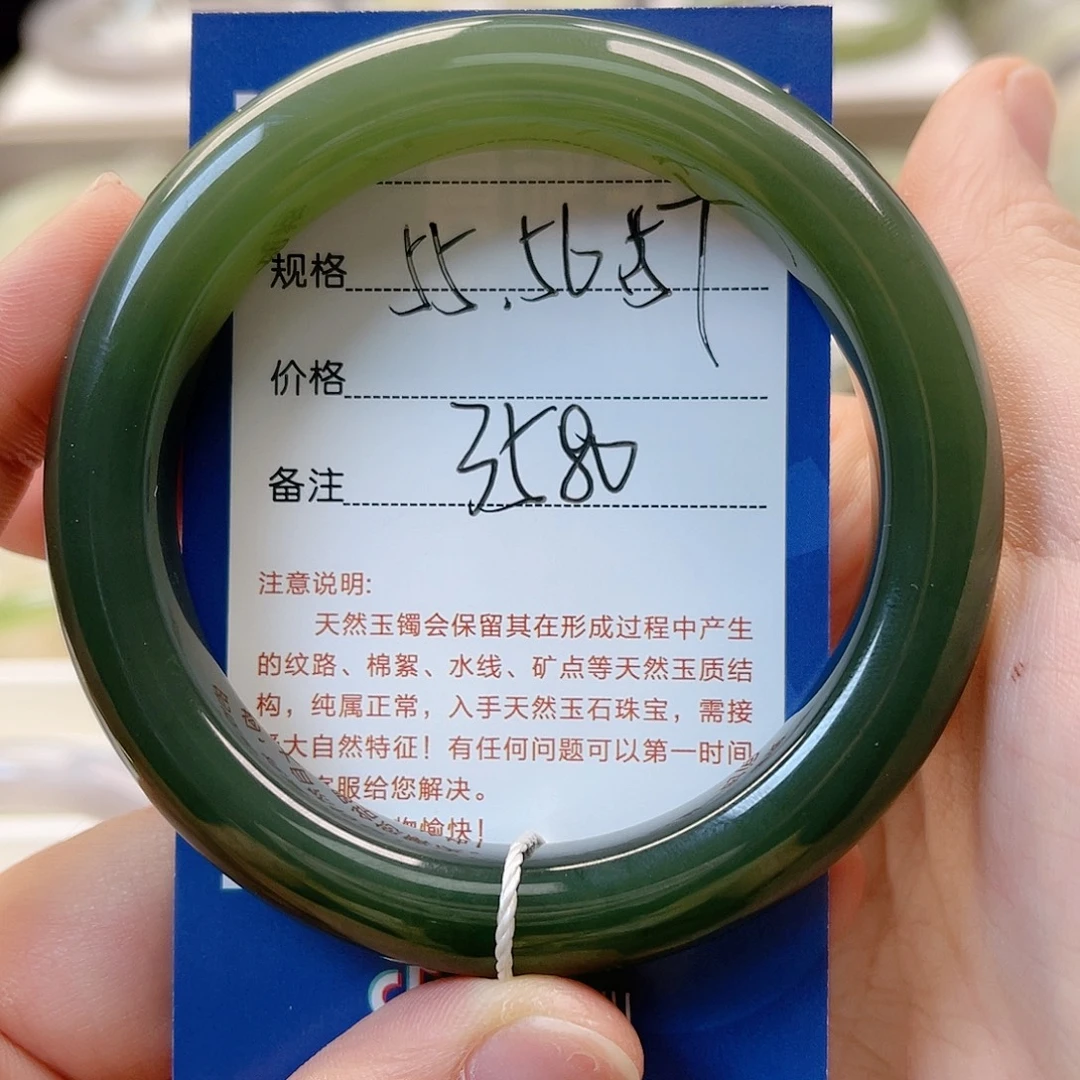 规格 55.56 57
价格
备注 3580
注意说明:
天然玉镯会保留其在形成过程中产生
的纹路、棉絮、水线、矿点等天然玉质结
构，纯属正常，入手天然玉石珠宝，需接
大自然特征！有任何问题可以第一时间
服给您解决。
愉快！